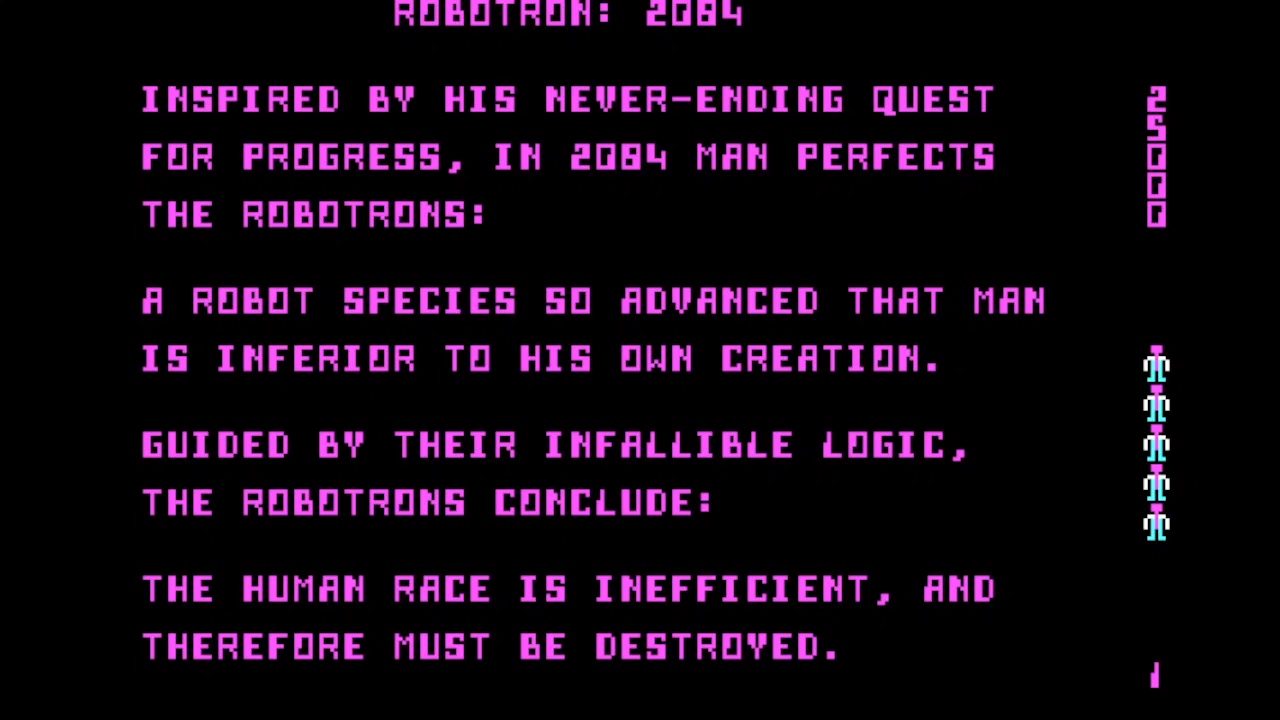 ROBOTRON: 2084
INSPIRED BY HIS NEVER-ENDING QUEST
FOR PROGRESS, IN 2084 MAN PERFECTS
THE ROBOTRONS:
A ROBOT SPECIES SO ADVANCED THAT MAN
IS INFERIOR TO HIS OWN CREATION.
GUIDED BY THEIR INFALLIBLE LOGIC,
THE ROBOTRONS CONCLUDE:
THE HUMAN RACE IS INEFFICIENT, AND
THEREFORE MUST BE DESTROYED.
25000
1